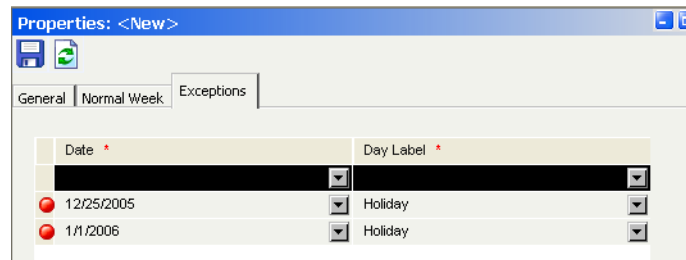 Properties: <New>
General Normal Week Exceptions
Date * Day Label *
12/25/2005 Holiday
1/1/2006 Holiday